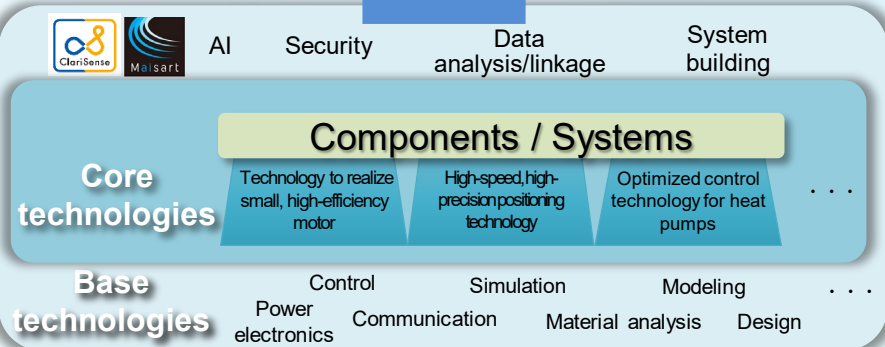 ClariSense
Maisart
AI
Security
Data
analysis/linkage
System
building
Components / Systems
Core
technologies
Technology to realize
small, high-efficiency
motor
High-speed, high-
precision positioning
technology
Optimized control
technology for heat
pumps
. . .
Base
technologies
Control
Simulation
Modeling
. . .
Power
electronics
Communication
Material analysis
Design